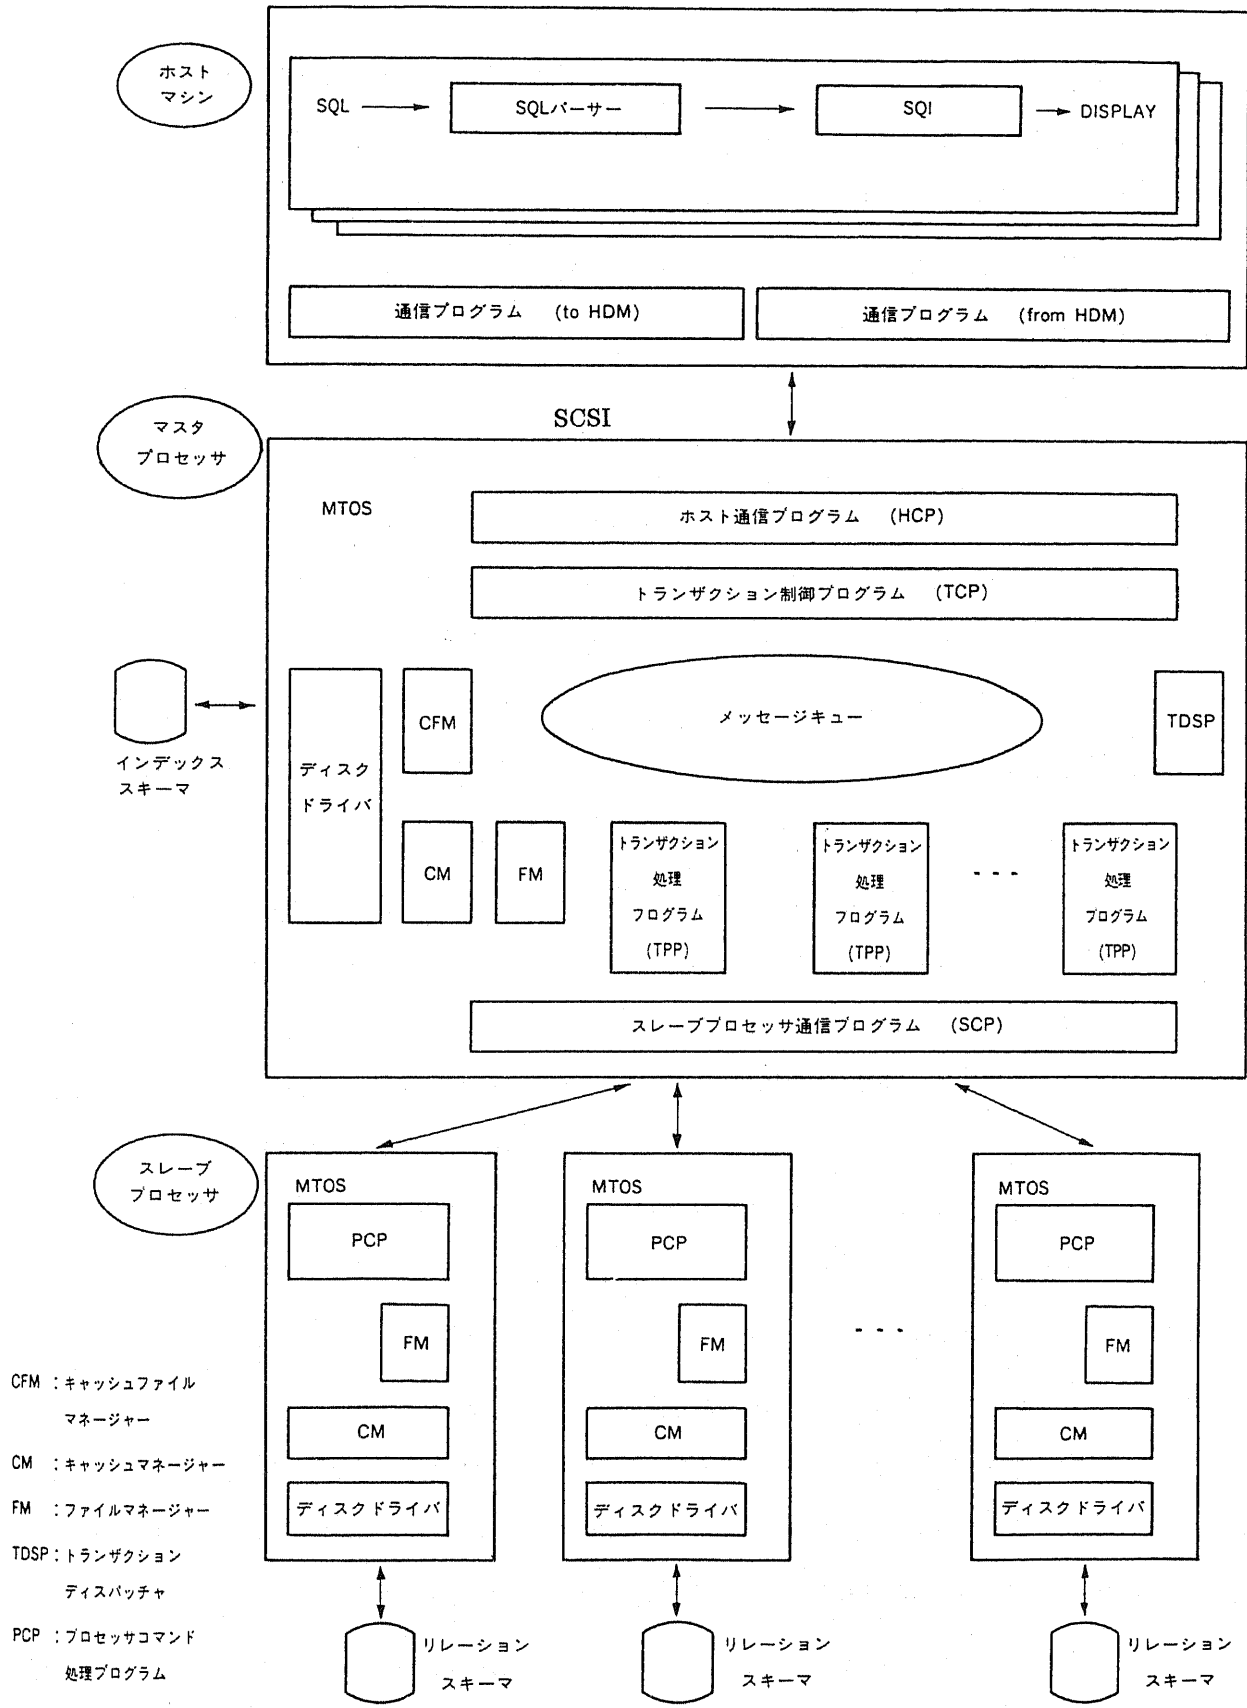 ホスト
マシン
SQL
SQLパーサー
SQI
DISPLAY
通信プログラム (to HDM)
通信プログラム (from HDM)
SCSI
マスタ
プロセッサ
MTOS
ホスト通信プログラム (HCP)
トランザクション制御プログラム (TCP)
メッセージキュー
CFM
TDSP
インデックス
スキーマ
ディスク
ドライバ
CM
FM
トランザクション
処理
フログラム
(TPP)
トランザクション
処理
フログラム
(TPP)
- - -
トランザクション
処理
プログラム
(TPP)
スレーブプロセッサ通信プログラム (SCP)
スレーブ
プロセッサ
MTOS
PCP
FM
CM
ディスクドライバ
リレーション
スキーマ
MTOS
PCP
FM
CM
ディスクドライバ
リレーション
スキーマ
- - -
MTOS
PCP
FM
CM
ディスクドライバ
リレーション
スキーマ
CFM :キャッシュファイル
マネージャー
CM :キャッシュマネージャー
FM :ファイルマネージャー
TDSP:トランザクション
ディスパッチャ
PCP :プロセッサコマンド
処理プログラム